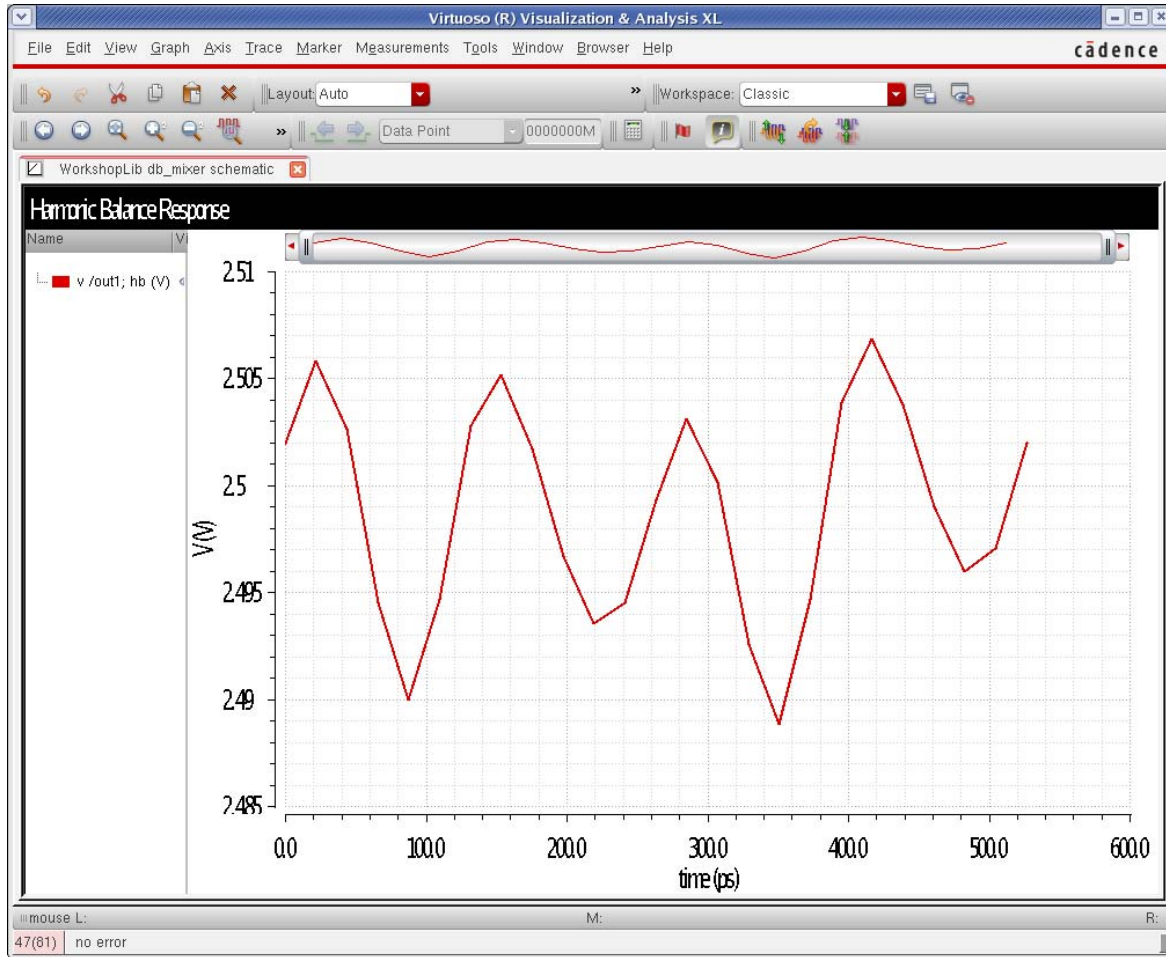 Virtuoso (R) Visualization & Analysis XL
File Edit View Graph Axis Trace Marker Measurements Tools Window Browser Help
cādence
Layout: Auto » Workspace: Classic
» Data Point 0000000M
WorkshopLib db_mixer schematic
Harmonic Balance Response
Name Vi
v /out1; hb (V)
2.51
2.505
2.5
2.495
2.49
2.485
V (V)
0.0 100.0 200.0 300.0 400.0 500.0 600.0
time (ps)
mouse L: M: R:
47(81) no error